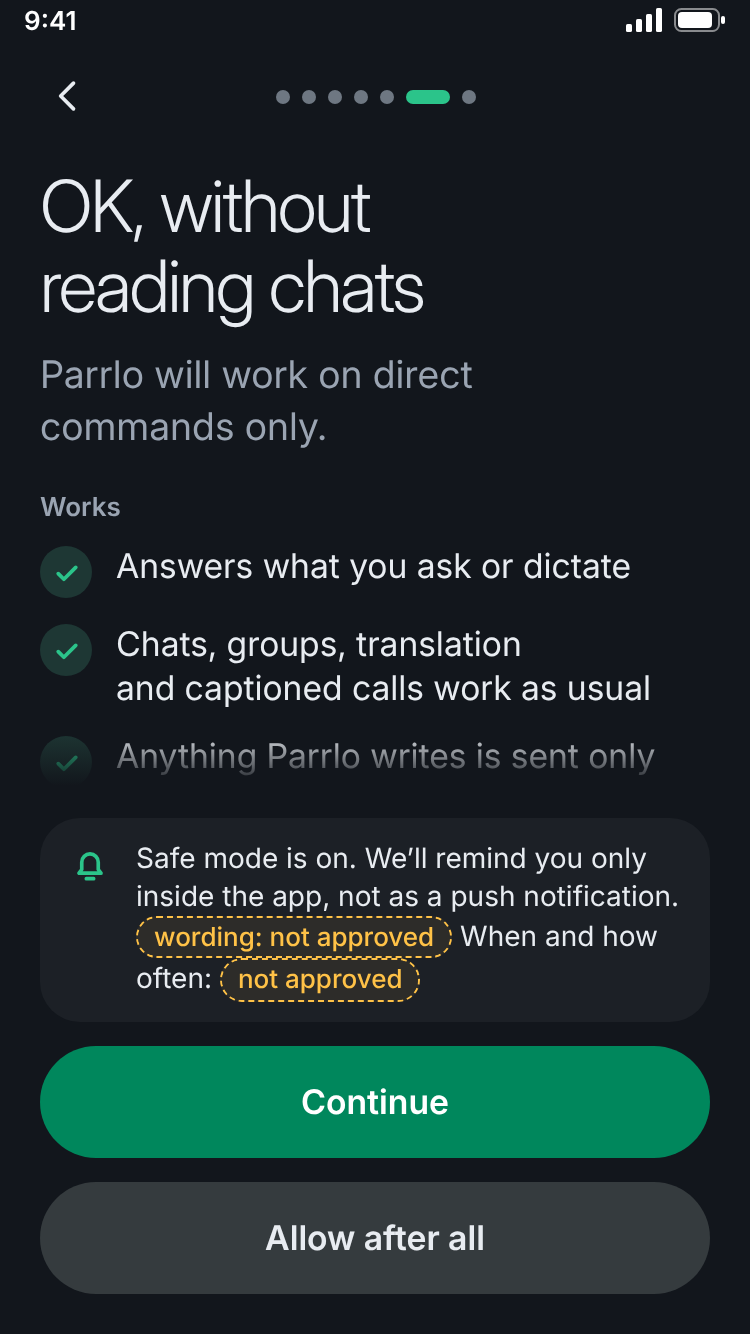 9:41
OK, without
reading chats
Parrlo will work on direct
commands only.
Works
Answers what you ask or dictate
Chats, groups, translation
and captioned calls work as usual
Anything Parrlo writes is sent only
Safe mode is on. We’ll remind you only
inside the app, not as a push notification.
wording: not approved When and how
often: not approved
Continue
Allow after all